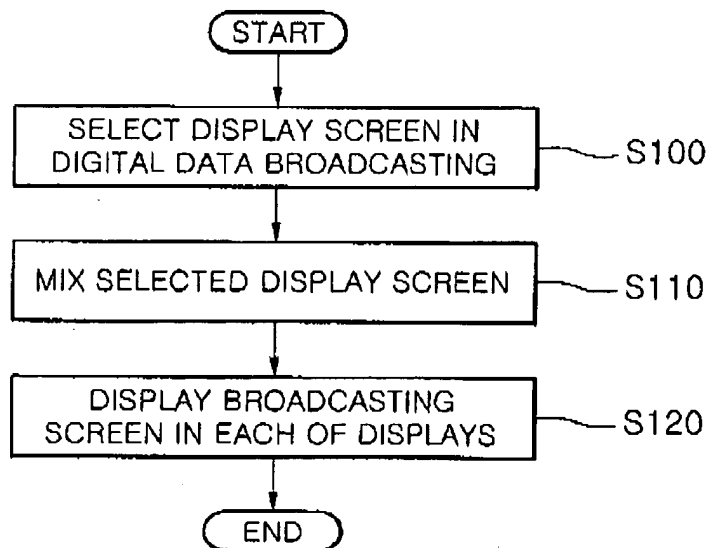 START
SELECT DISPLAY SCREEN IN
DIGITAL DATA BROADCASTING
S100
MIX SELECTED DISPLAY SCREEN
S110
DISPLAY BROADCASTING
SCREEN IN EACH OF DISPLAYS
S120
END